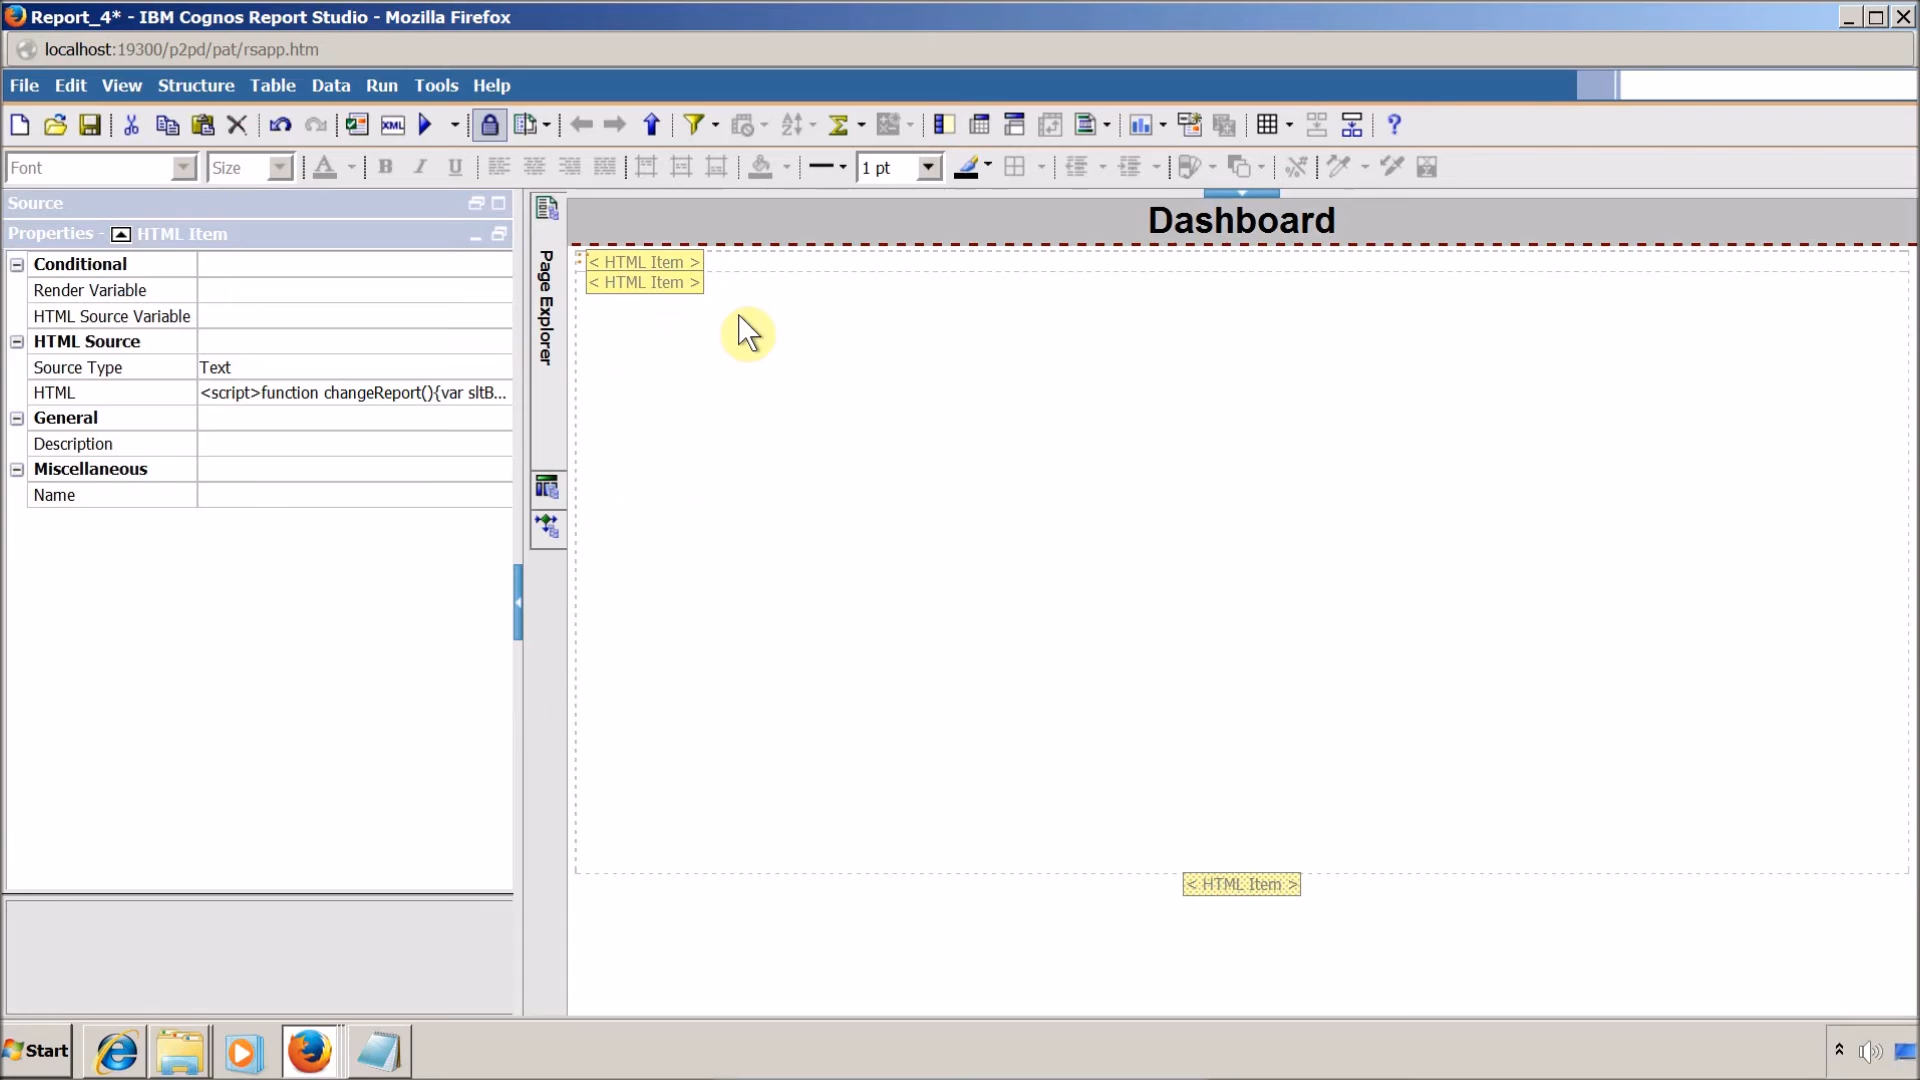 Report_4* - IBM Cognos Report Studio - Mozilla Firefox
localhost:19300/p2pd/pat/rsapp.htm
File Edit View Structure Table Data Run Tools Help
XML
Font Size A B I U 1 pt
Source
Properties - HTML Item
Conditional
Render Variable
HTML Source Variable
HTML Source
Source Type Text
HTML <script>function changeReport(){var sltB...
General
Description
Miscellaneous
Name
Page Explorer
Dashboard
< HTML Item >
< HTML Item >
< HTML Item >
Start